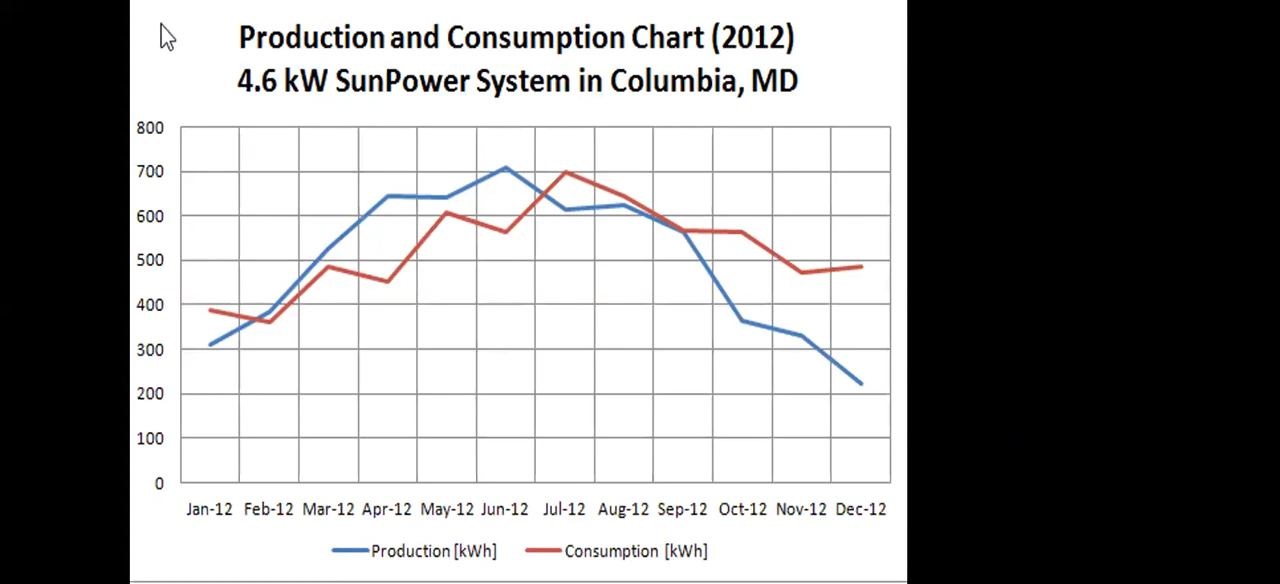 Production and Consumption Chart (2012)
4.6 kW SunPower System in Columbia, MD
800
700
600
500
400
300
200
100
0
Jan-12 Feb-12 Mar-12 Apr-12 May-12 Jun-12 Jul-12 Aug-12 Sep-12 Oct-12 Nov-12 Dec-12
Production [kWh] Consumption [kWh]